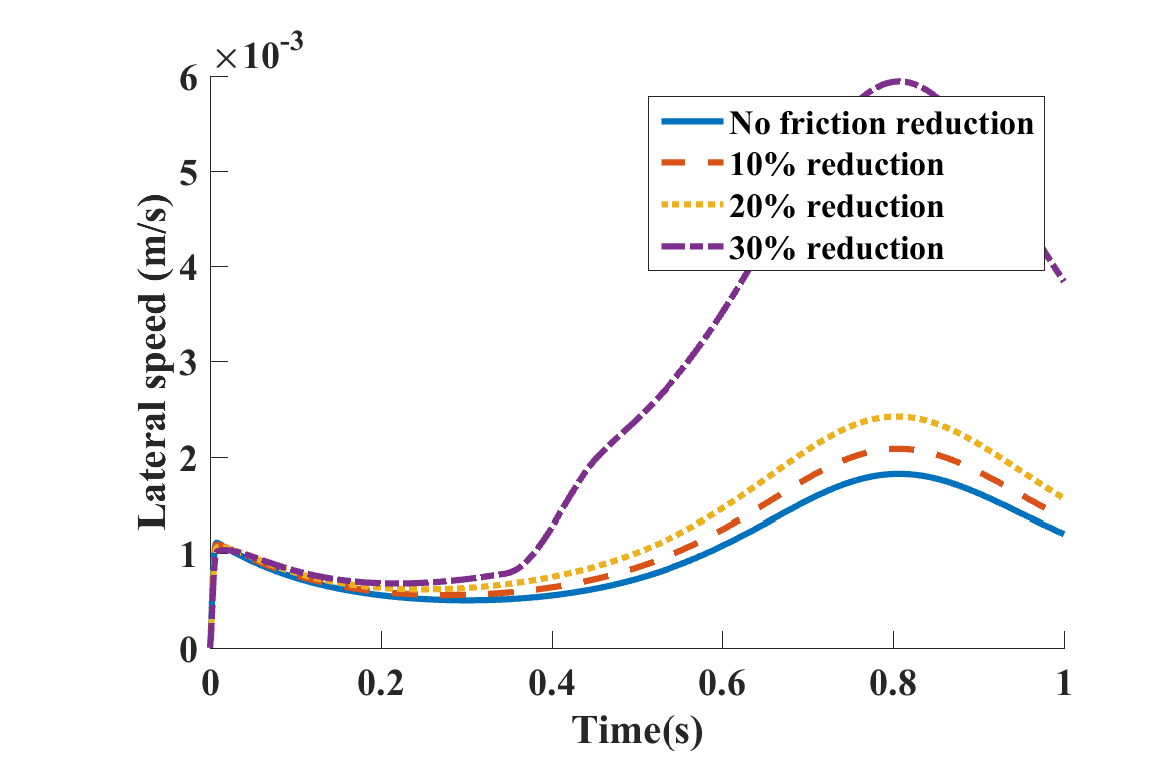 ×10-3
6
5
4
3
2
1
0
Lateral speed (m/s)
No friction reduction
10% reduction
20% reduction
30% reduction
0 0.2 0.4 0.6 0.8 1
Time(s)